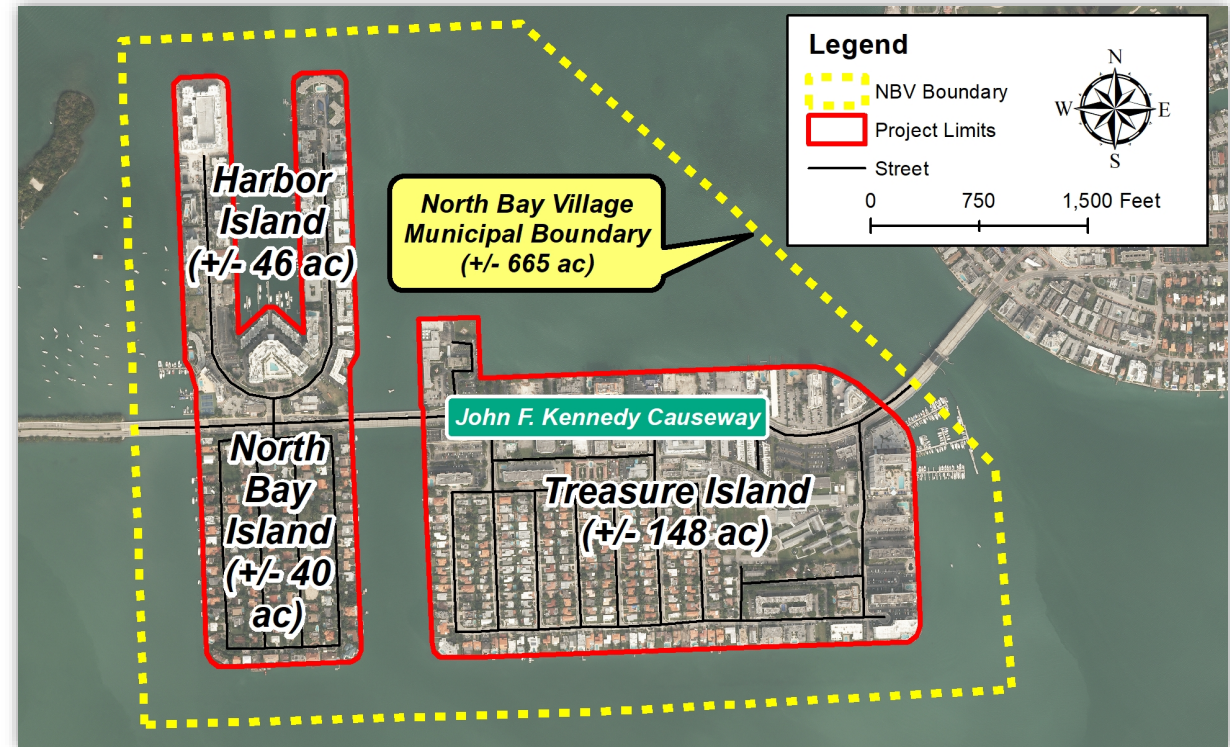 Legend
NBV Boundary
Project Limits
Street
0 750 1,500 Feet
N
W E
S
Harbor
Island
(+/- 46 ac)
North Bay Village
Municipal Boundary
(+/- 665 ac)
John F. Kennedy Causeway
North
Bay
Island
(+/- 40
ac)
Treasure Island
(+/- 148 ac)